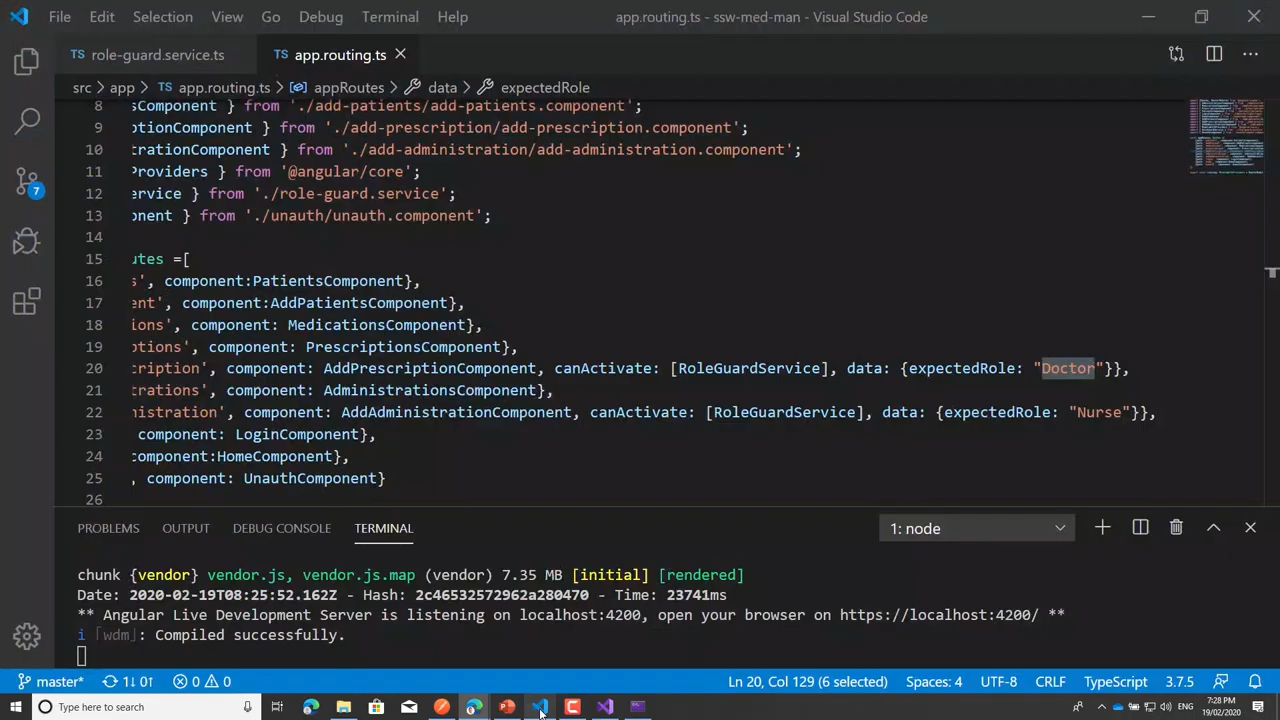 File Edit Selection View Go Debug Terminal Help app.routing.ts - ssw-med-man - Visual Studio Code
TS role-guard.service.ts TS app.routing.ts
src > app > TS app.routing.ts > appRoutes > data > expectedRole
8 sComponent } from './add-patients/add-patients.component';
9 ptionComponent } from './add-prescription/add-prescription.component';
10 trationComponent } from './add-administration/add-administration.component';
11 Providers } from '@angular/core';
12 ervice } from './role-guard.service';
13 onent } from './unauth/unauth.component';
14
15 utes =[
16 s', component:PatientsComponent},
17 ent', component:AddPatientsComponent},
18 ions', component: MedicationsComponent},
19 ptions', component: PrescriptionsComponent},
20 cription', component: AddPrescriptionComponent, canActivate: [RoleGuardService], data: {expectedRole: "Doctor"}},
21 trations', component: AdministrationsComponent},
22 nistration', component: AddAdministrationComponent, canActivate: [RoleGuardService], data: {expectedRole: "Nurse"}},
23 component: LoginComponent},
24 component:HomeComponent},
25 , component: UnauthComponent}
26
PROBLEMS OUTPUT DEBUG CONSOLE TERMINAL 1: node
chunk {vendor} vendor.js, vendor.js.map (vendor) 7.35 MB [initial] [rendered]
Date: 2020-02-19T08:25:52.162Z - Hash: 2c46532572962a280470 - Time: 23741ms
** Angular Live Development Server is listening on localhost:4200, open your browser on https://localhost:4200/ **
i ｢wdm｣: Compiled successfully.
master* 1↓ 0↑ 0 0 Ln 20, Col 129 (6 selected) Spaces: 4 UTF-8 CRLF TypeScript 3.7.5
Type here to search 7:28 PM
19/02/2020
7